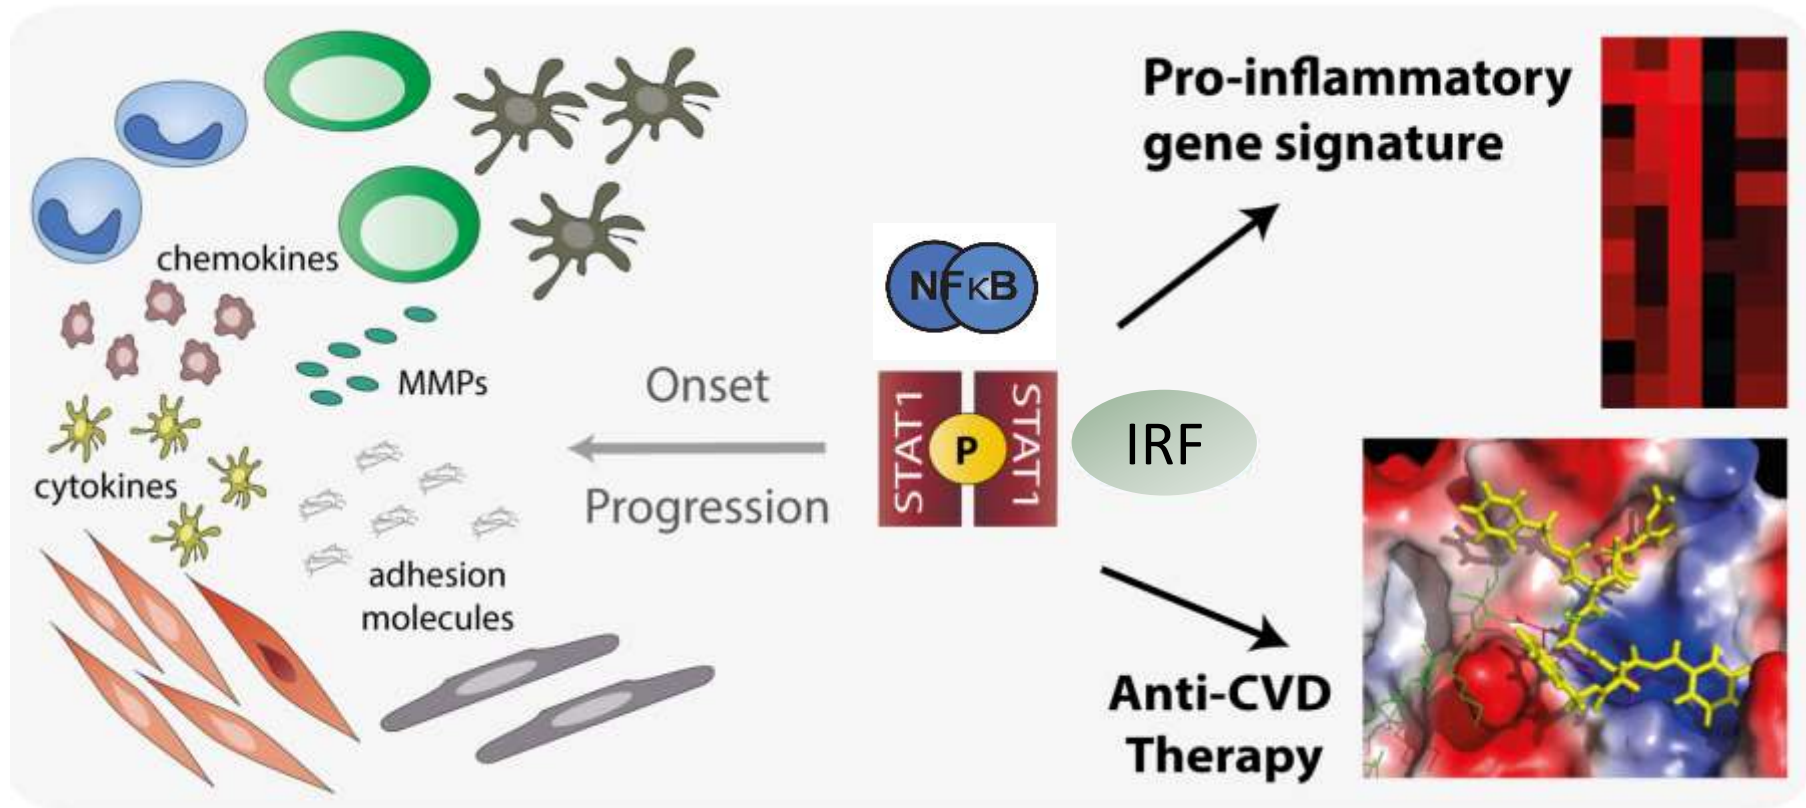 Pro-inflammatory
gene signature
chemokines
NFκB
MMPs
Onset
STAT1
P
STAT1
IRF
cytokines
Progression
adhesion
molecules
Anti-CVD
Therapy